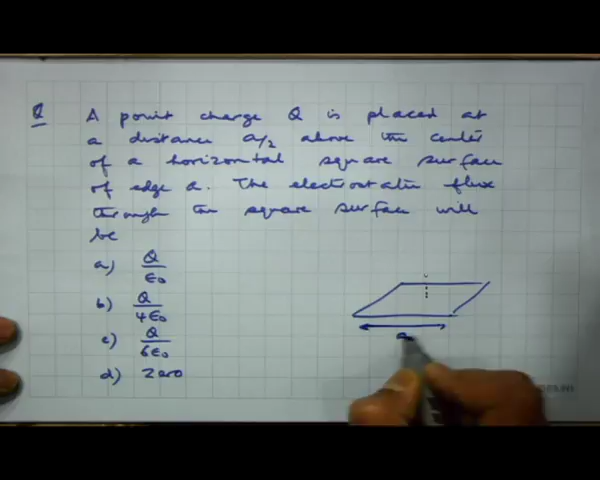 Q A point charge Q is placed at
a distance a/2 above the center
of a horizontal square surface
of edge a. The electrostatic flux
through the square surface will
be
a) Q/ε0
b) Q/4ε0
c) Q/6ε0
d) Zero
a